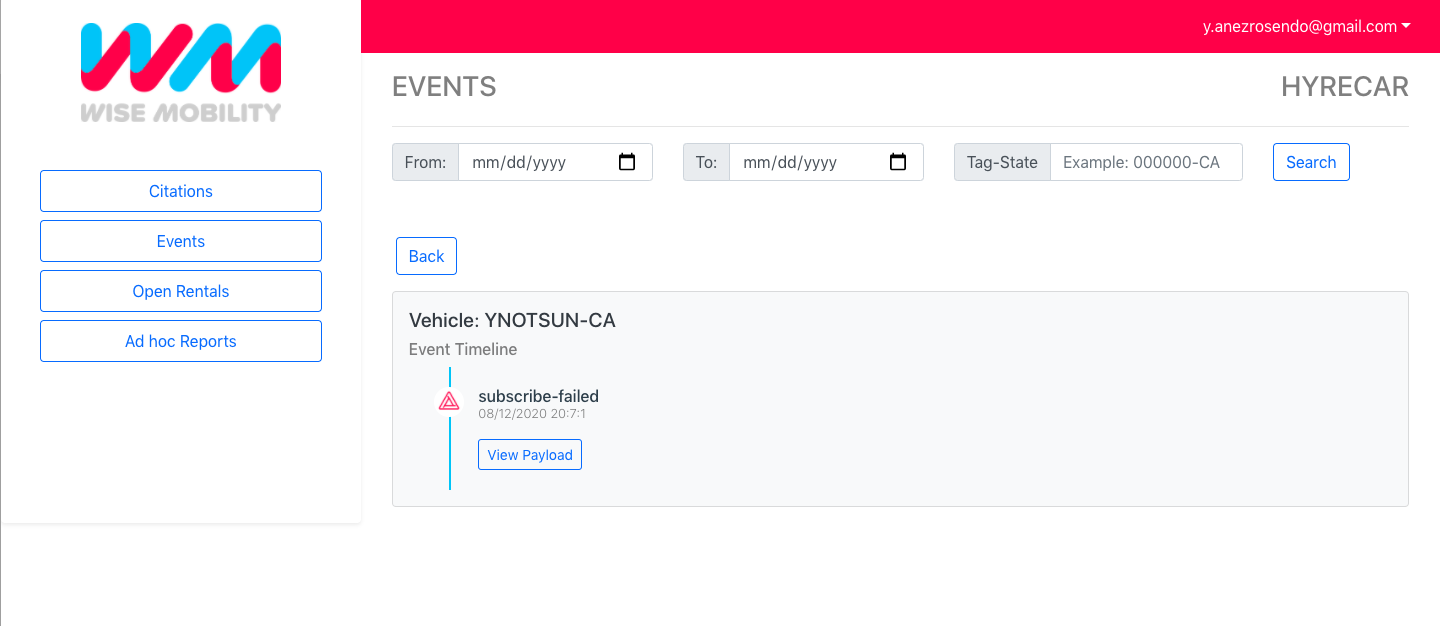 WM
WISE MOBILITY
Citations
Events
Open Rentals
Ad hoc Reports
y.anezrosendo@gmail.com
EVENTS HYRECAR
From: mm/dd/yyyy To: mm/dd/yyyy Tag-State Example: 000000-CA Search
Back
Vehicle: YNOTSUN-CA
Event Timeline
subscribe-failed
08/12/2020 20:7:1
View Payload